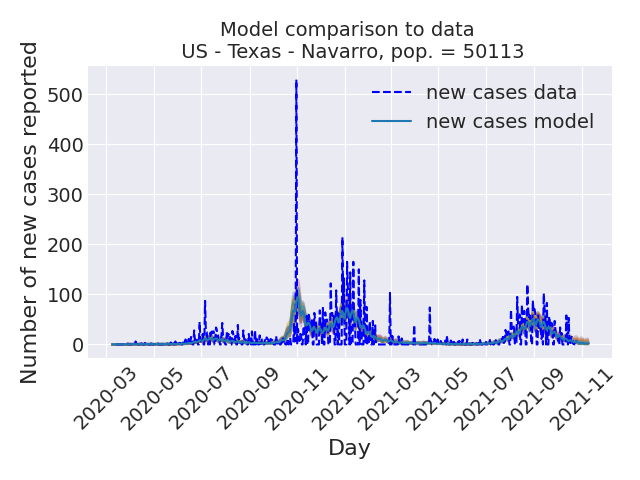 Model comparison to data
US - Texas - Navarro, pop. = 50113
Number of new cases reported
500
400
300
200
100
0
new cases data
new cases model
2020-03
2020-05
2020-07
2020-09
2020-11
2021-01
2021-03
2021-05
2021-07
2021-09
2021-11
Day